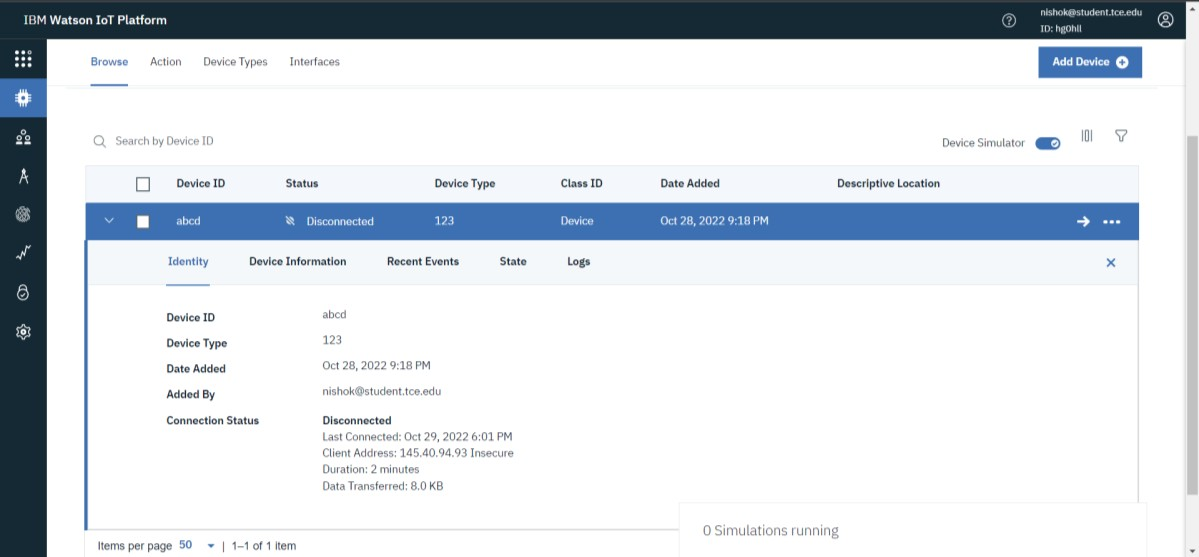 IBM Watson IoT Platform
nishok@student.tce.edu
ID: hg0hll
Browse Action Device Types Interfaces
Add Device
Search by Device ID
Device Simulator
Device ID Status Device Type Class ID Date Added Descriptive Location
abcd Disconnected 123 Device Oct 28, 2022 9:18 PM
Identity Device Information Recent Events State Logs
Device ID abcd
Device Type 123
Date Added Oct 28, 2022 9:18 PM
Added By nishok@student.tce.edu
Connection Status Disconnected
Last Connected: Oct 29, 2022 6:01 PM
Client Address: 145.40.94.93 Insecure
Duration: 2 minutes
Data Transferred: 8.0 KB
0 Simulations running
Items per page 50 | 1–1 of 1 item